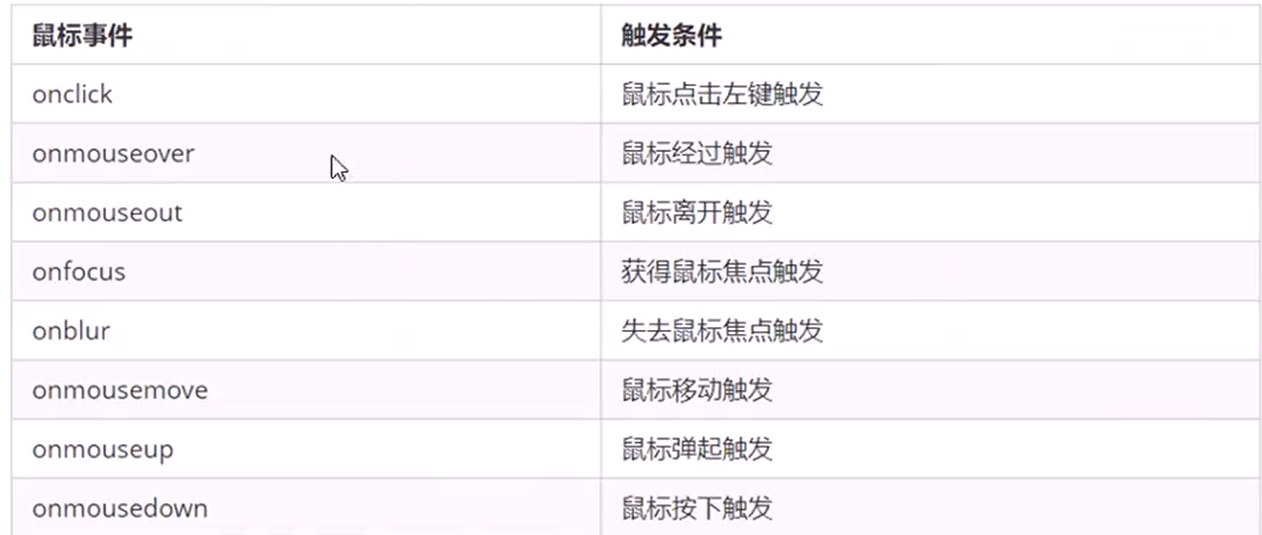 鼠标事件 触发条件
onclick 鼠标点击左键触发
onmouseover 鼠标经过触发
onmouseout 鼠标离开触发
onfocus 获得鼠标焦点触发
onblur 失去鼠标焦点触发
onmousemove 鼠标移动触发
onmouseup 鼠标弹起触发
onmousedown 鼠标按下触发